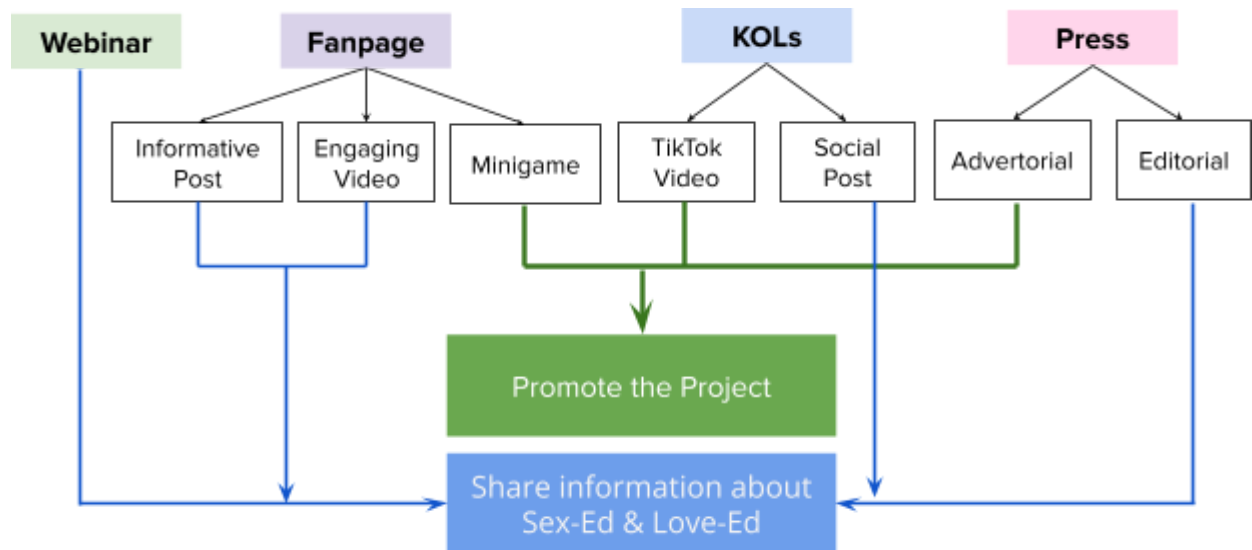 Webinar
Fanpage
KOLs
Press
Informative
Post
Engaging
Video
Minigame
TikTok
Video
Social
Post
Advertorial
Editorial
Promote the Project
Share information about
Sex-Ed & Love-Ed